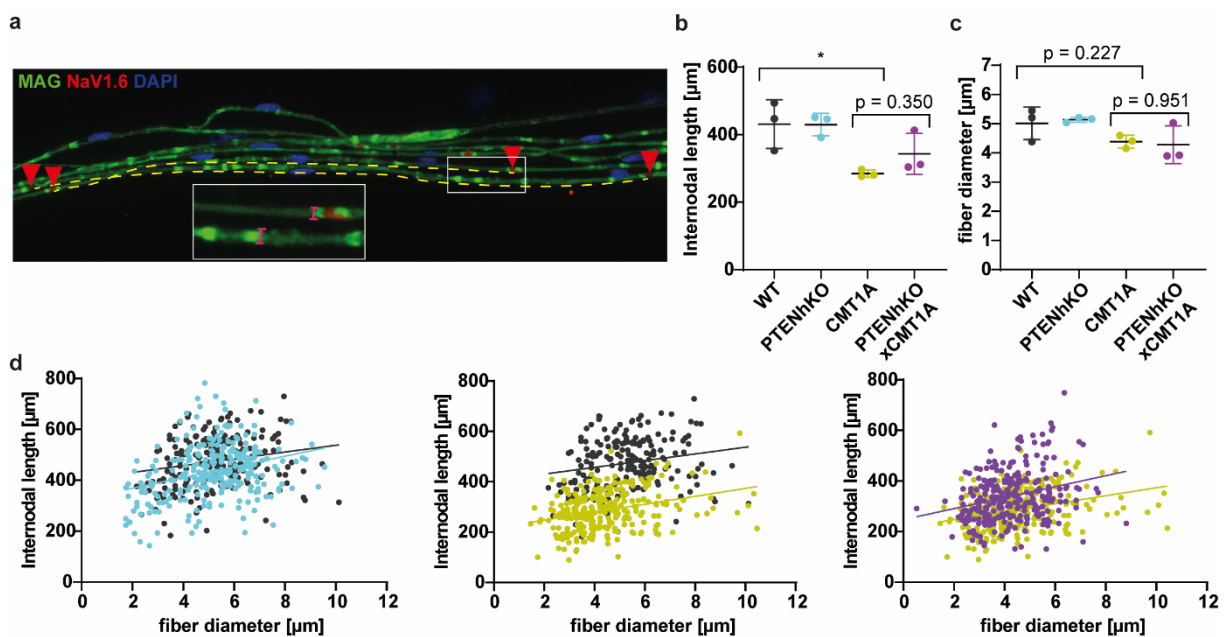 a
MAG NaV1.6 DAPI
b
*
p = 0.350
Internodal length [µm]
600
400
200
0
WT
PTENhKO
CMT1A
PTENhKO
xCMT1A
c
p = 0.227
p = 0.951
fiber diameter [µm]
7
6
5
4
3
2
1
0
WT
PTENhKO
CMT1A
PTENhKO
xCMT1A
d
Internodal length [µm]
800
600
400
200
0
0 2 4 6 8 10 12
fiber diameter [µm]
Internodal length [µm]
800
600
400
200
0
0 2 4 6 8 10 12
fiber diameter [µm]
Internodal length [µm]
800
600
400
200
0
0 2 4 6 8 10 12
fiber diameter [µm]